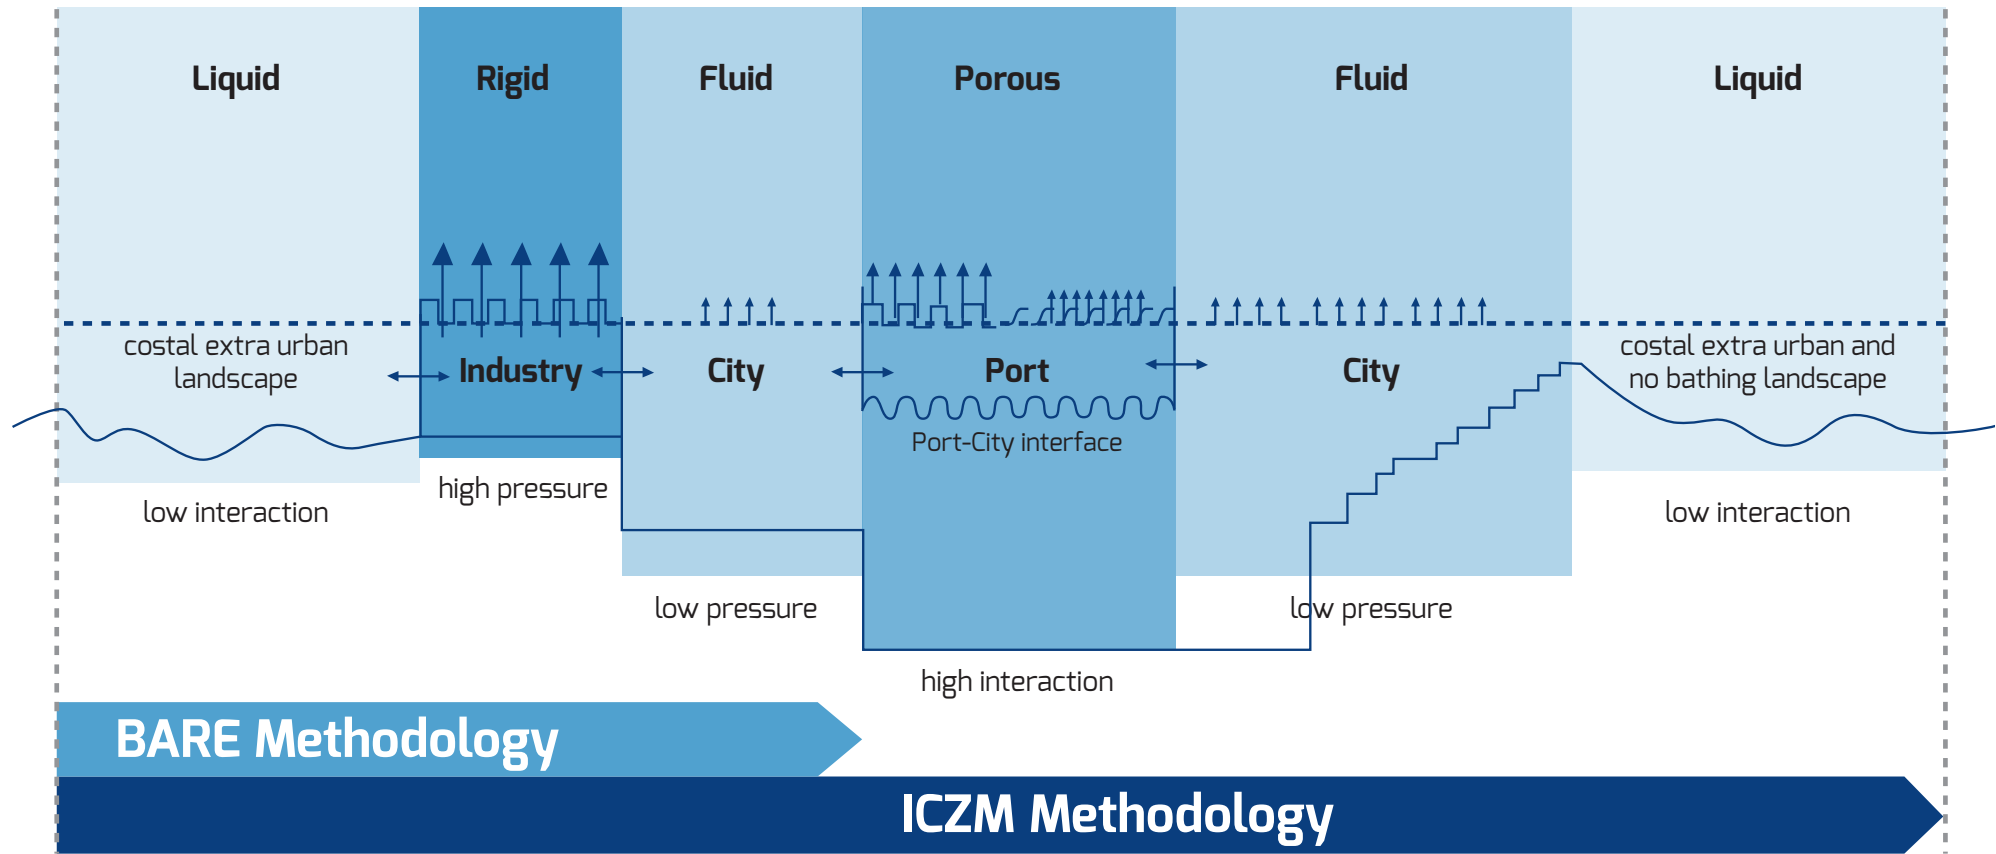 Liquid
Rigid
Fluid
Porous
Fluid
Liquid
costal extra urban
landscape
Industry
City
Port
City
costal extra urban and
no bathing landscape
Port-City interface
low interaction
high pressure
low pressure
high interaction
low pressure
low interaction
BARE Methodology
ICZM Methodology